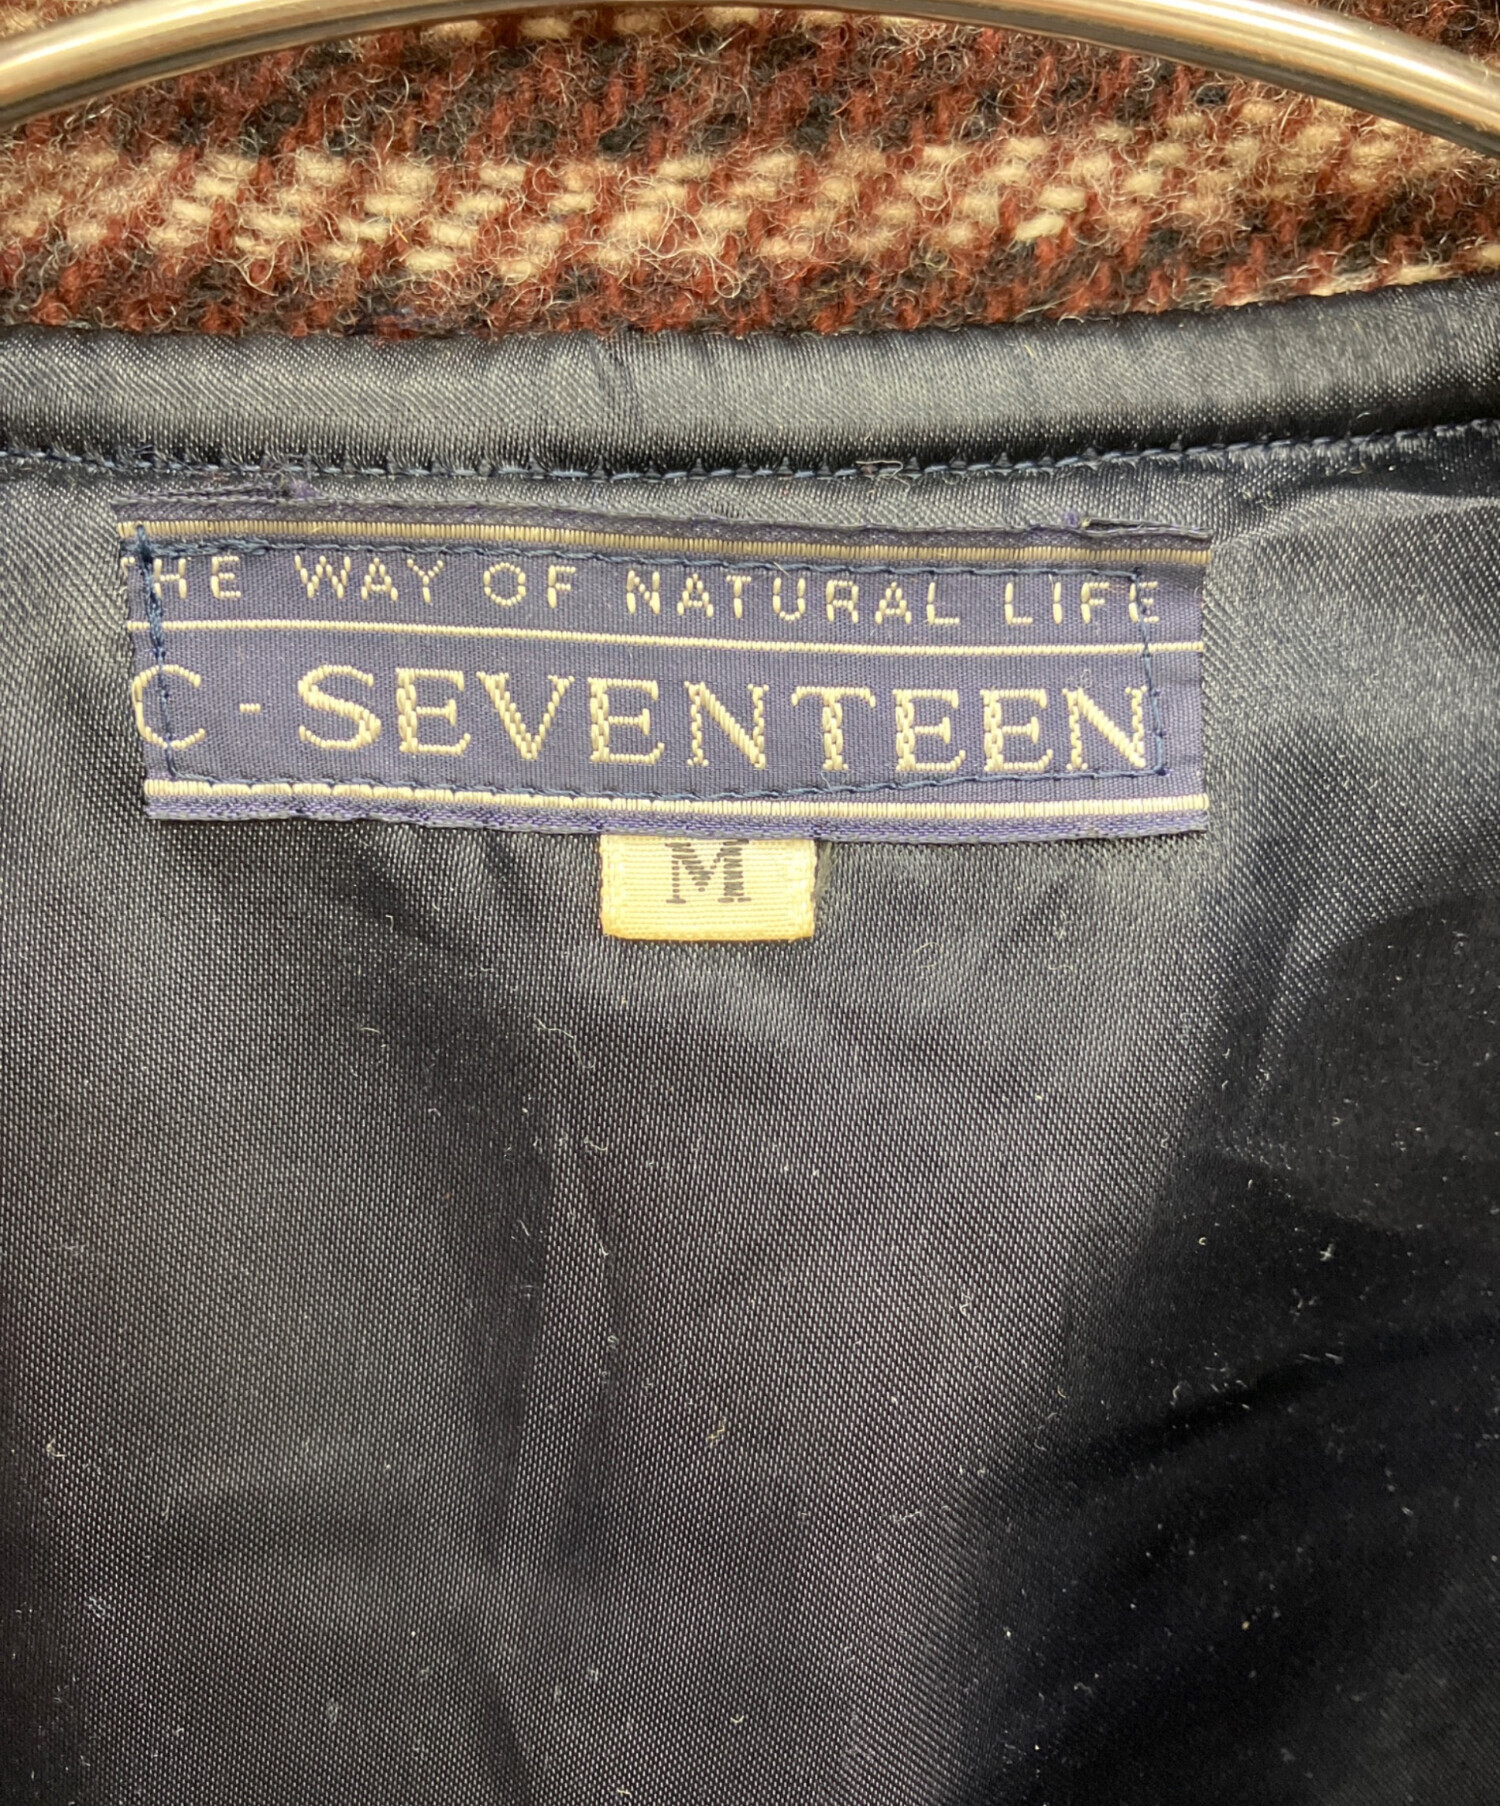 THE WAY OF NATURAL LIFE
C-SEVENTEEN
M